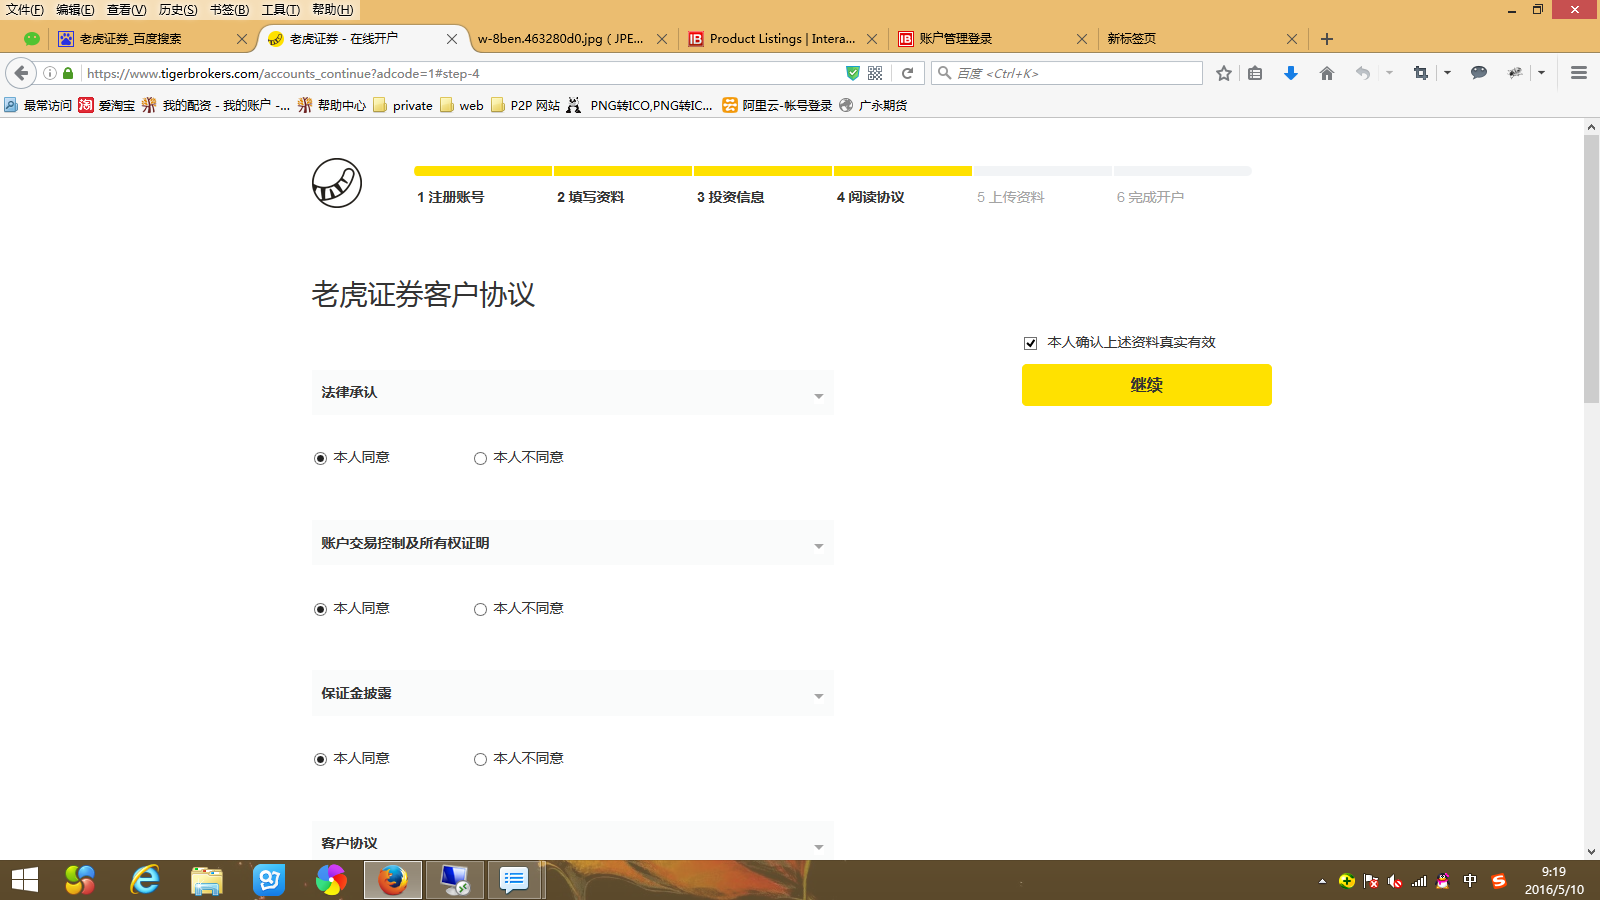 文件(F) 编辑(E) 查看(V) 历史(S) 书签(B) 工具(T) 帮助(H)
老虎证券_百度搜索 老虎证券 - 在线开户 w-8ben.463280d0.jpg ( JPE... IB Product Listings | Intera... IB 账户管理登录 新标签页
https://www.tigerbrokers.com/accounts_continue?adcode=1#step-4 百度 <Ctrl+K>
最常访问 淘 爱淘宝 我的配资 - 我的账户 -... 帮助中心 private web P2P 网站 PNG转ICO,PNG转IC... 阿里云-帐号登录 广永期货
1 注册账号 2 填写资料 3 投资信息 4 阅读协议 5 上传资料 6 完成开户
老虎证券客户协议
本人确认上述资料真实有效
继续
法律承认
本人同意 本人不同意
账户交易控制及所有权证明
本人同意 本人不同意
保证金披露
本人同意 本人不同意
客户协议
中
9:19
2016/5/10